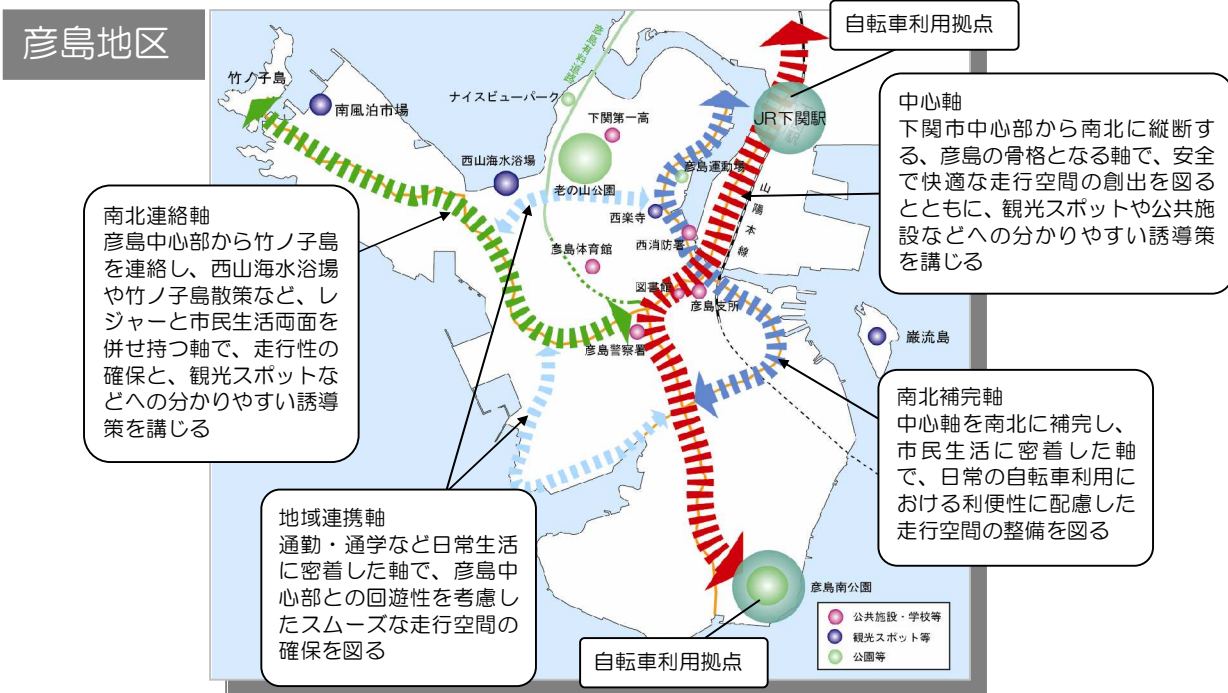 彦島地区
自転車利用拠点
中心軸
下関市中心部から南北に縦断す
る、彦島の骨格となる軸で、安全
で快適な走行空間の創出を図る
とともに、観光スポットや公共施
設などへの分かりやすい誘導策
を講じる
南北連絡軸
彦島中心部から竹ノ子島
を連絡し、西山海水浴場
や竹ノ子島散策など、レ
ジャーと市民生活両面を
併せ持つ軸で、走行性の
確保と、観光スポットな
どへの分かりやすい誘導
策を講じる
竹ノ子島
南風泊市場
彦島有料道路
ナイスビューパーク
下関第一高
西山海水浴場
老の山公園
JR下関駅
彦島運動場
西楽寺
山陽本線
西消防署
彦島体育館
図書館
彦島支所
彦島警察署
巌流島
南北補完軸
中心軸を南北に補完し、
市民生活に密着した軸
で、日常の自転車利用に
おける利便性に配慮した
走行空間の整備を図る
地域連携軸
通勤・通学など日常生活
に密着した軸で、彦島中
心部との回遊性を考慮し
たスムーズな走行空間の
確保を図る
彦島南公園
自転車利用拠点
公共施設・学校等
観光スポット等
公園等